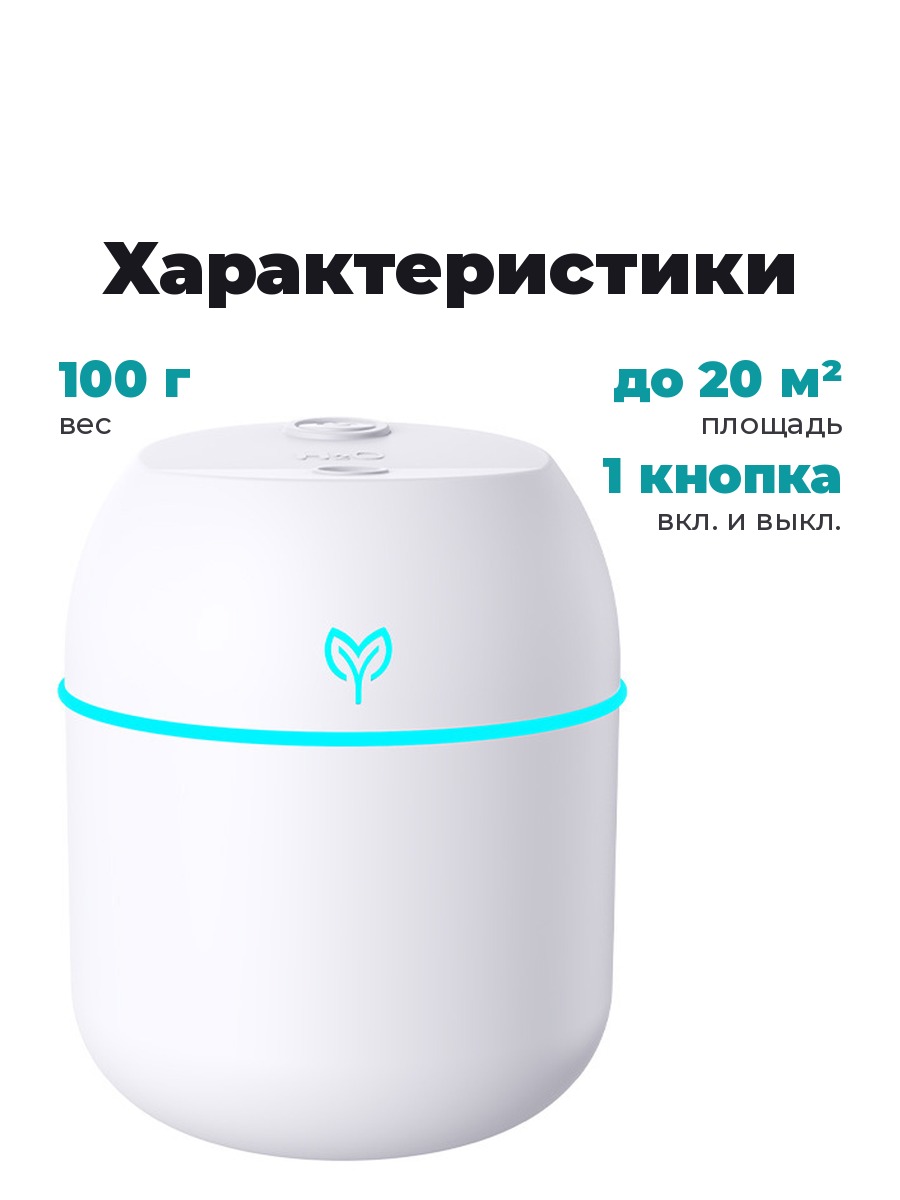 Характеристики
100 г
вес
до 20 м²
площадь
1 кнопка
вкл. и выкл.